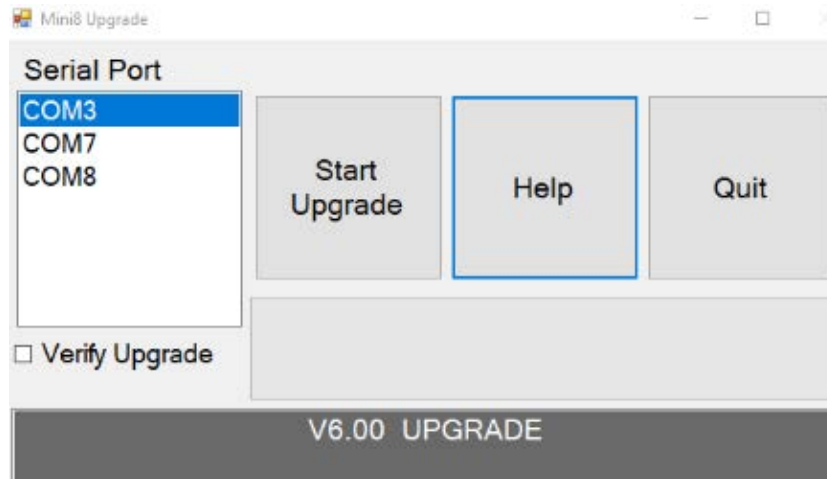 Mini8 Upgrade
Serial Port
COM3
COM7
COM8
Start
Upgrade
Help
Quit
Verify Upgrade
V6.00 UPGRADE